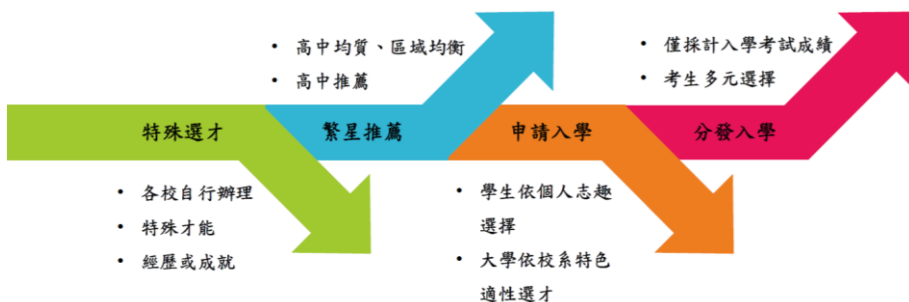 • 高中均質、區域均衡
• 高中推薦
• 僅採計入學考試成績
• 考生多元選擇
特殊選才
繁星推薦
申請入學
分發入學
• 各校自行辦理
• 特殊才能
• 經歷或成就
• 學生依個人志趣
選擇
• 大學依校系特色
適性選才